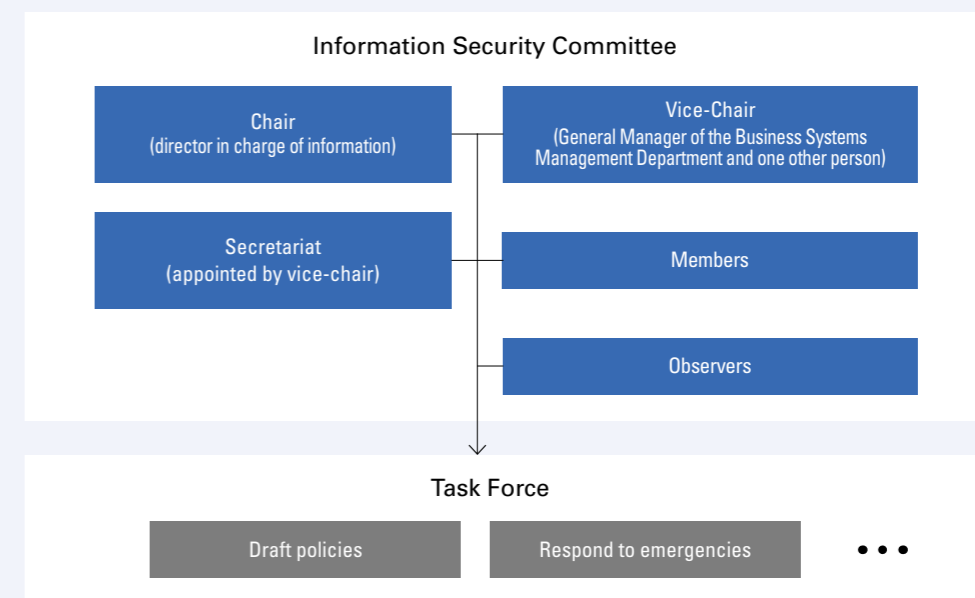 Information Security Committee
Chair
(director in charge of information)
Vice-Chair
(General Manager of the Business Systems
Management Department and one other person)
Secretariat
(appointed by vice-chair)
Members
Observers
Task Force
Draft policies
Respond to emergencies
•••